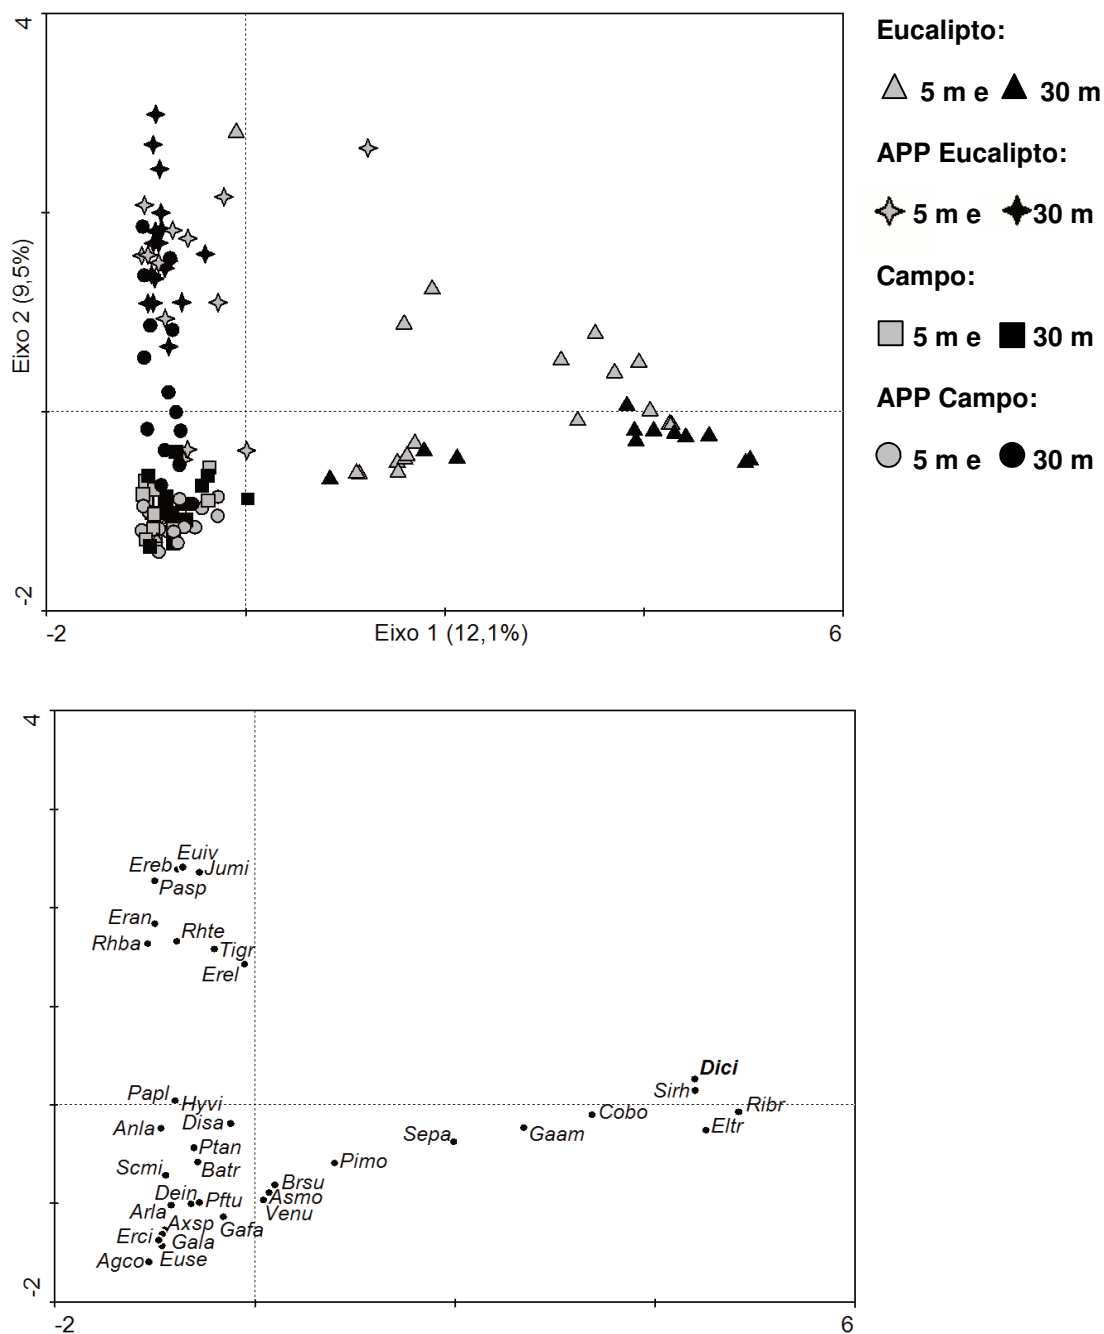 4
Eixo 2 (9,5%)
-2
-2
Eixo 1 (12,1%)
6
Eucalipto:
5 m e 30 m
APP Eucalipto:
5 m e 30 m
Campo:
5 m e 30 m
APP Campo:
5 m e 30 m
4
Ereb
Euiv
Jumi
Pasp
Eran
Rhba
Rhte
Tigr
Erel
Dici
Sirh
Ribr
Papl
Hyvi
Cobo
Eltr
Anla
Disa
Sepa
Gaam
Ptan
Scmi
Batr
Pimo
Dein
Pftu
Brsu
Asmo
Arla
Venu
Axsp
Gafa
Erci
Gala
Agco
Euse
-2
-2
6